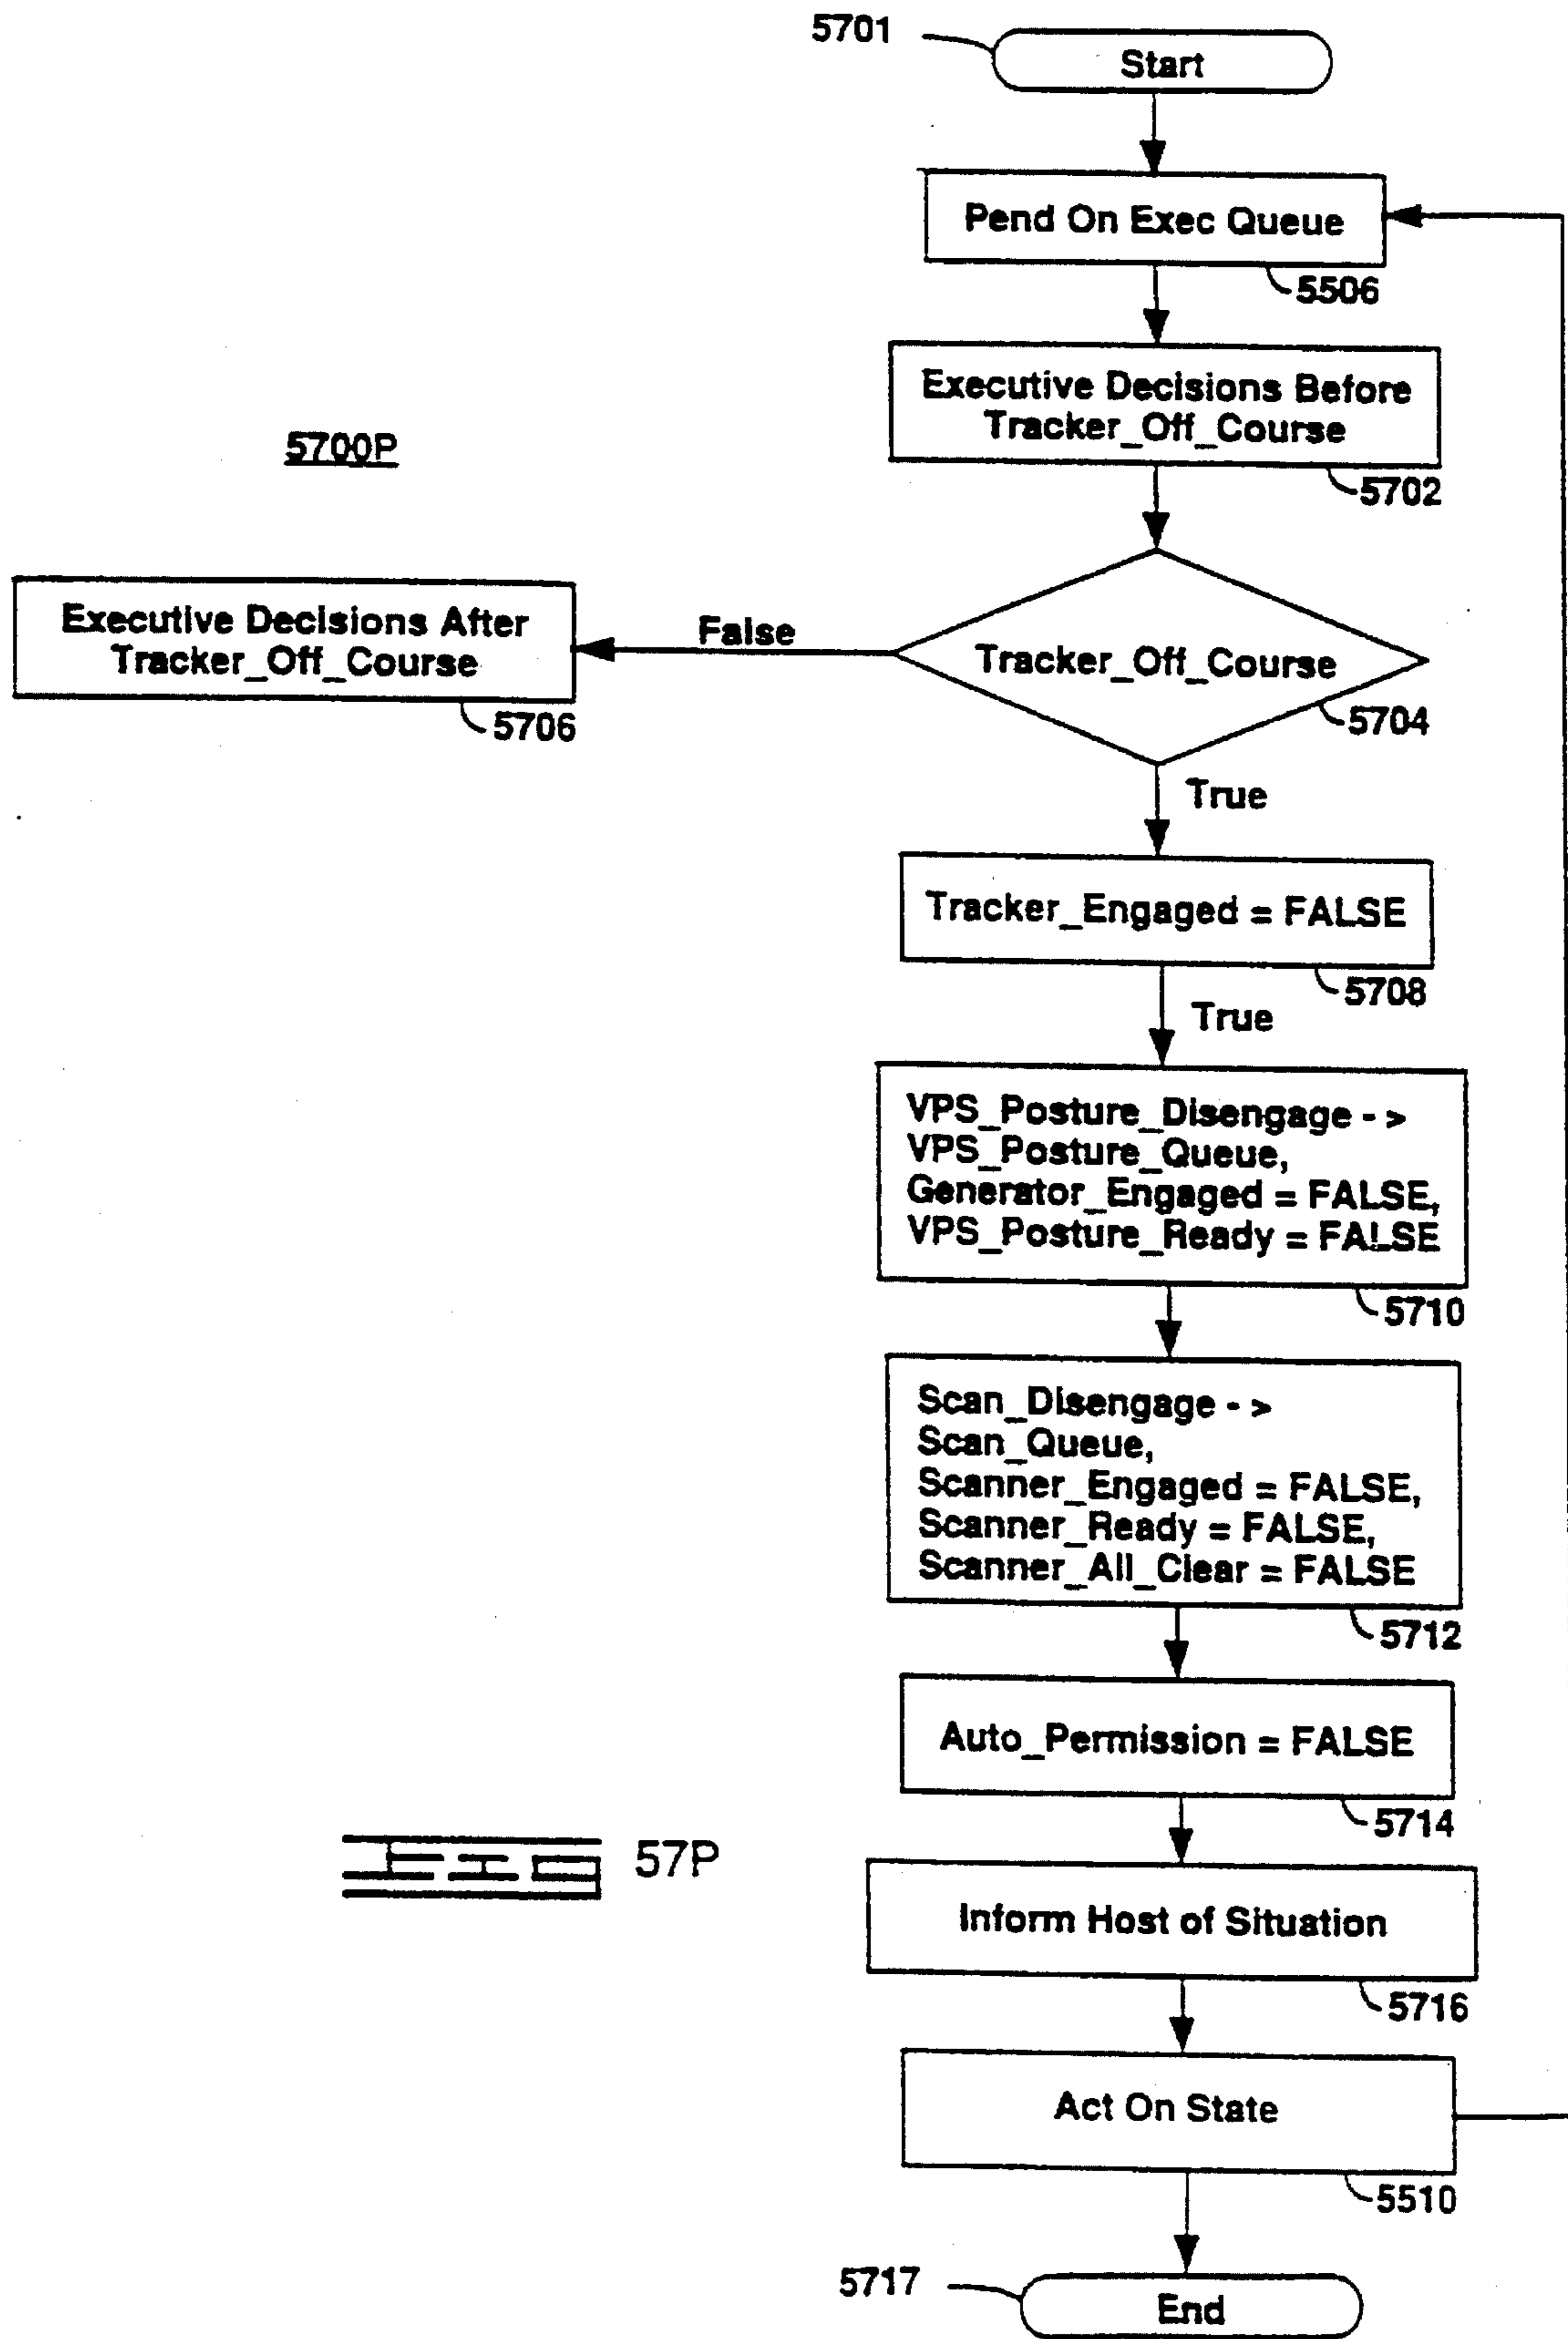 5701
Start
Pend On Exec Queue
5506
Executive Decisions Before
Tracker_Off_Course
5702
5700P
Executive Decisions After
Tracker_Off_Course
5706
False
Tracker_Off_Course
5704
True
Tracker_Engaged = FALSE
5708
True
VPS_Posture_Disengage - >
VPS_Posture_Queue,
Generator_Engaged = FALSE,
VPS_Posture_Ready = FALSE
5710
Scan_Disengage - >
Scan_Queue,
Scanner_Engaged = FALSE,
Scanner_Ready = FALSE,
Scanner_All_Clear = FALSE
5712
Auto_Permission = FALSE
5714
57P
Inform Host of Situation
5716
Act On State
5510
5717
End